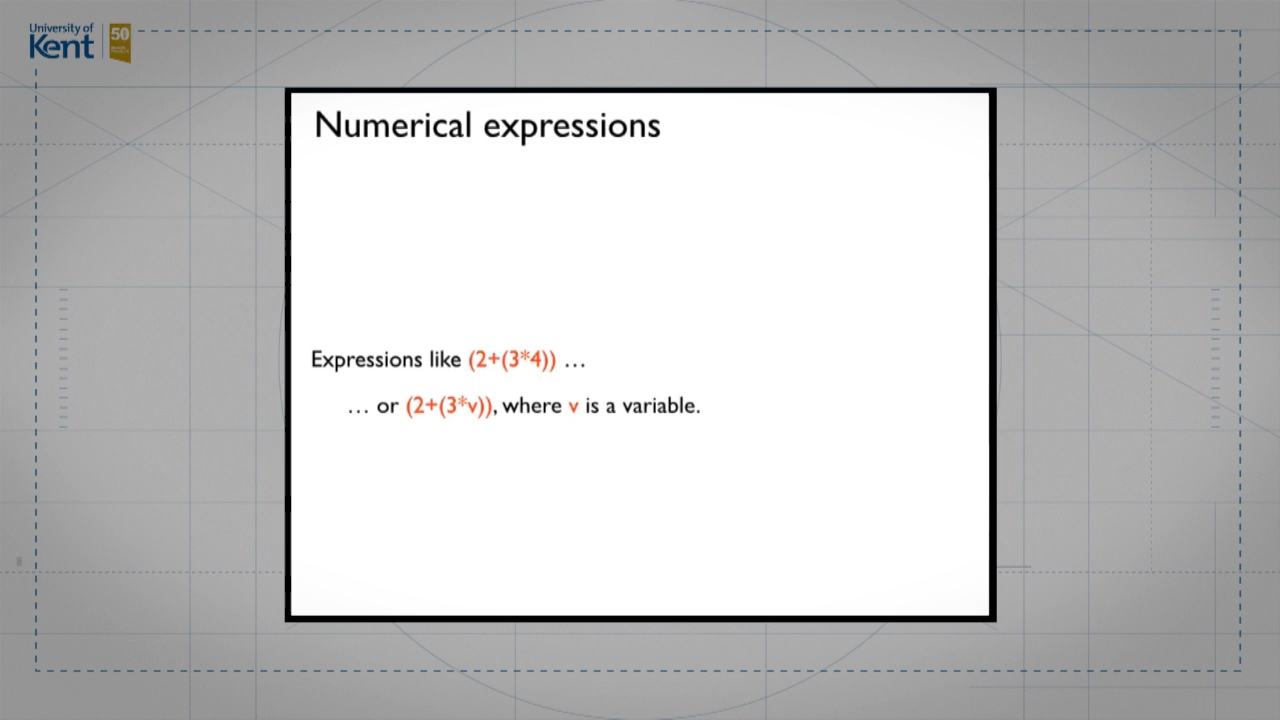 University of
Kent
50
Numerical expressions
Expressions like (2+(3*4)) …
… or (2+(3*v)), where v is a variable.